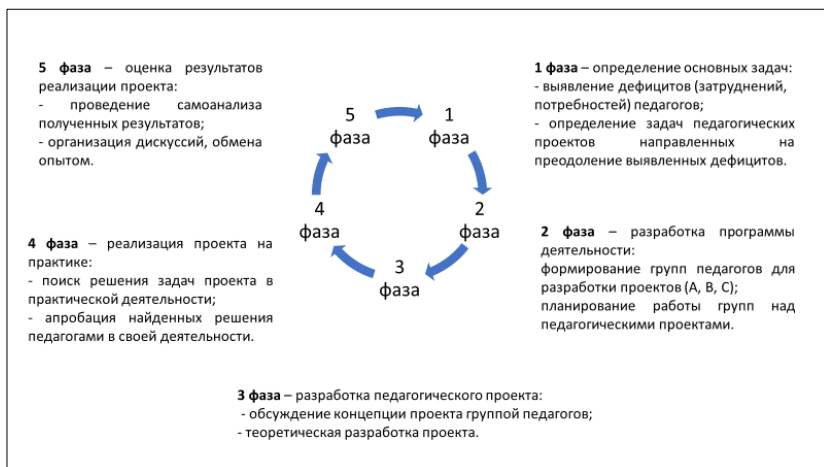 5 фаза – оценка результатов
реализации проекта:
- проведение самоанализа
полученных результатов;
- организация дискуссий, обмена
опытом.
1 фаза – определение основных задач:
- выявление дефицитов (затруднений,
потребностей) педагогов;
- определение задач педагогических
проектов направленных на
преодоление выявленных дефицитов.
5
фаза
1
фаза
4
фаза
2
фаза
3
фаза
4 фаза – реализация проекта на
практике:
- поиск решения задач проекта в
практической деятельности;
- апробация найденных решения
педагогами в своей деятельности.
2 фаза – разработка программы
деятельности:
формирование групп педагогов для
разработки проектов (А, В, С);
планирование работы групп над
педагогическими проектами.
3 фаза – разработка педагогического проекта:
- обсуждение концепции проекта группой педагогов;
- теоретическая разработка проекта.